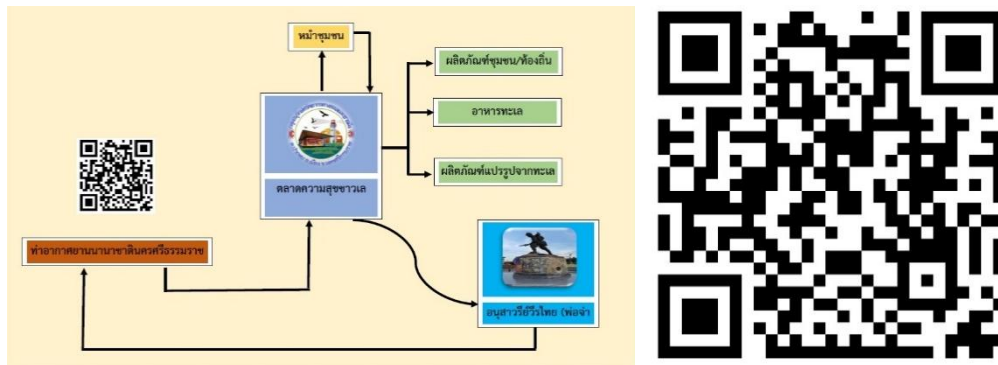 หม้าชุมชน
ผลิตภัณฑ์ชุมชน/ท้องถิ่น
อาหารทะเล
ผลิตภัณฑ์แปรรูปจากทะเล
ตลาดความสุขชาวเล
ท่าอากาศยานนานาชาตินครศรีธรรมราช
อนุสาวรีย์วีรไทย (พ่อจ่า